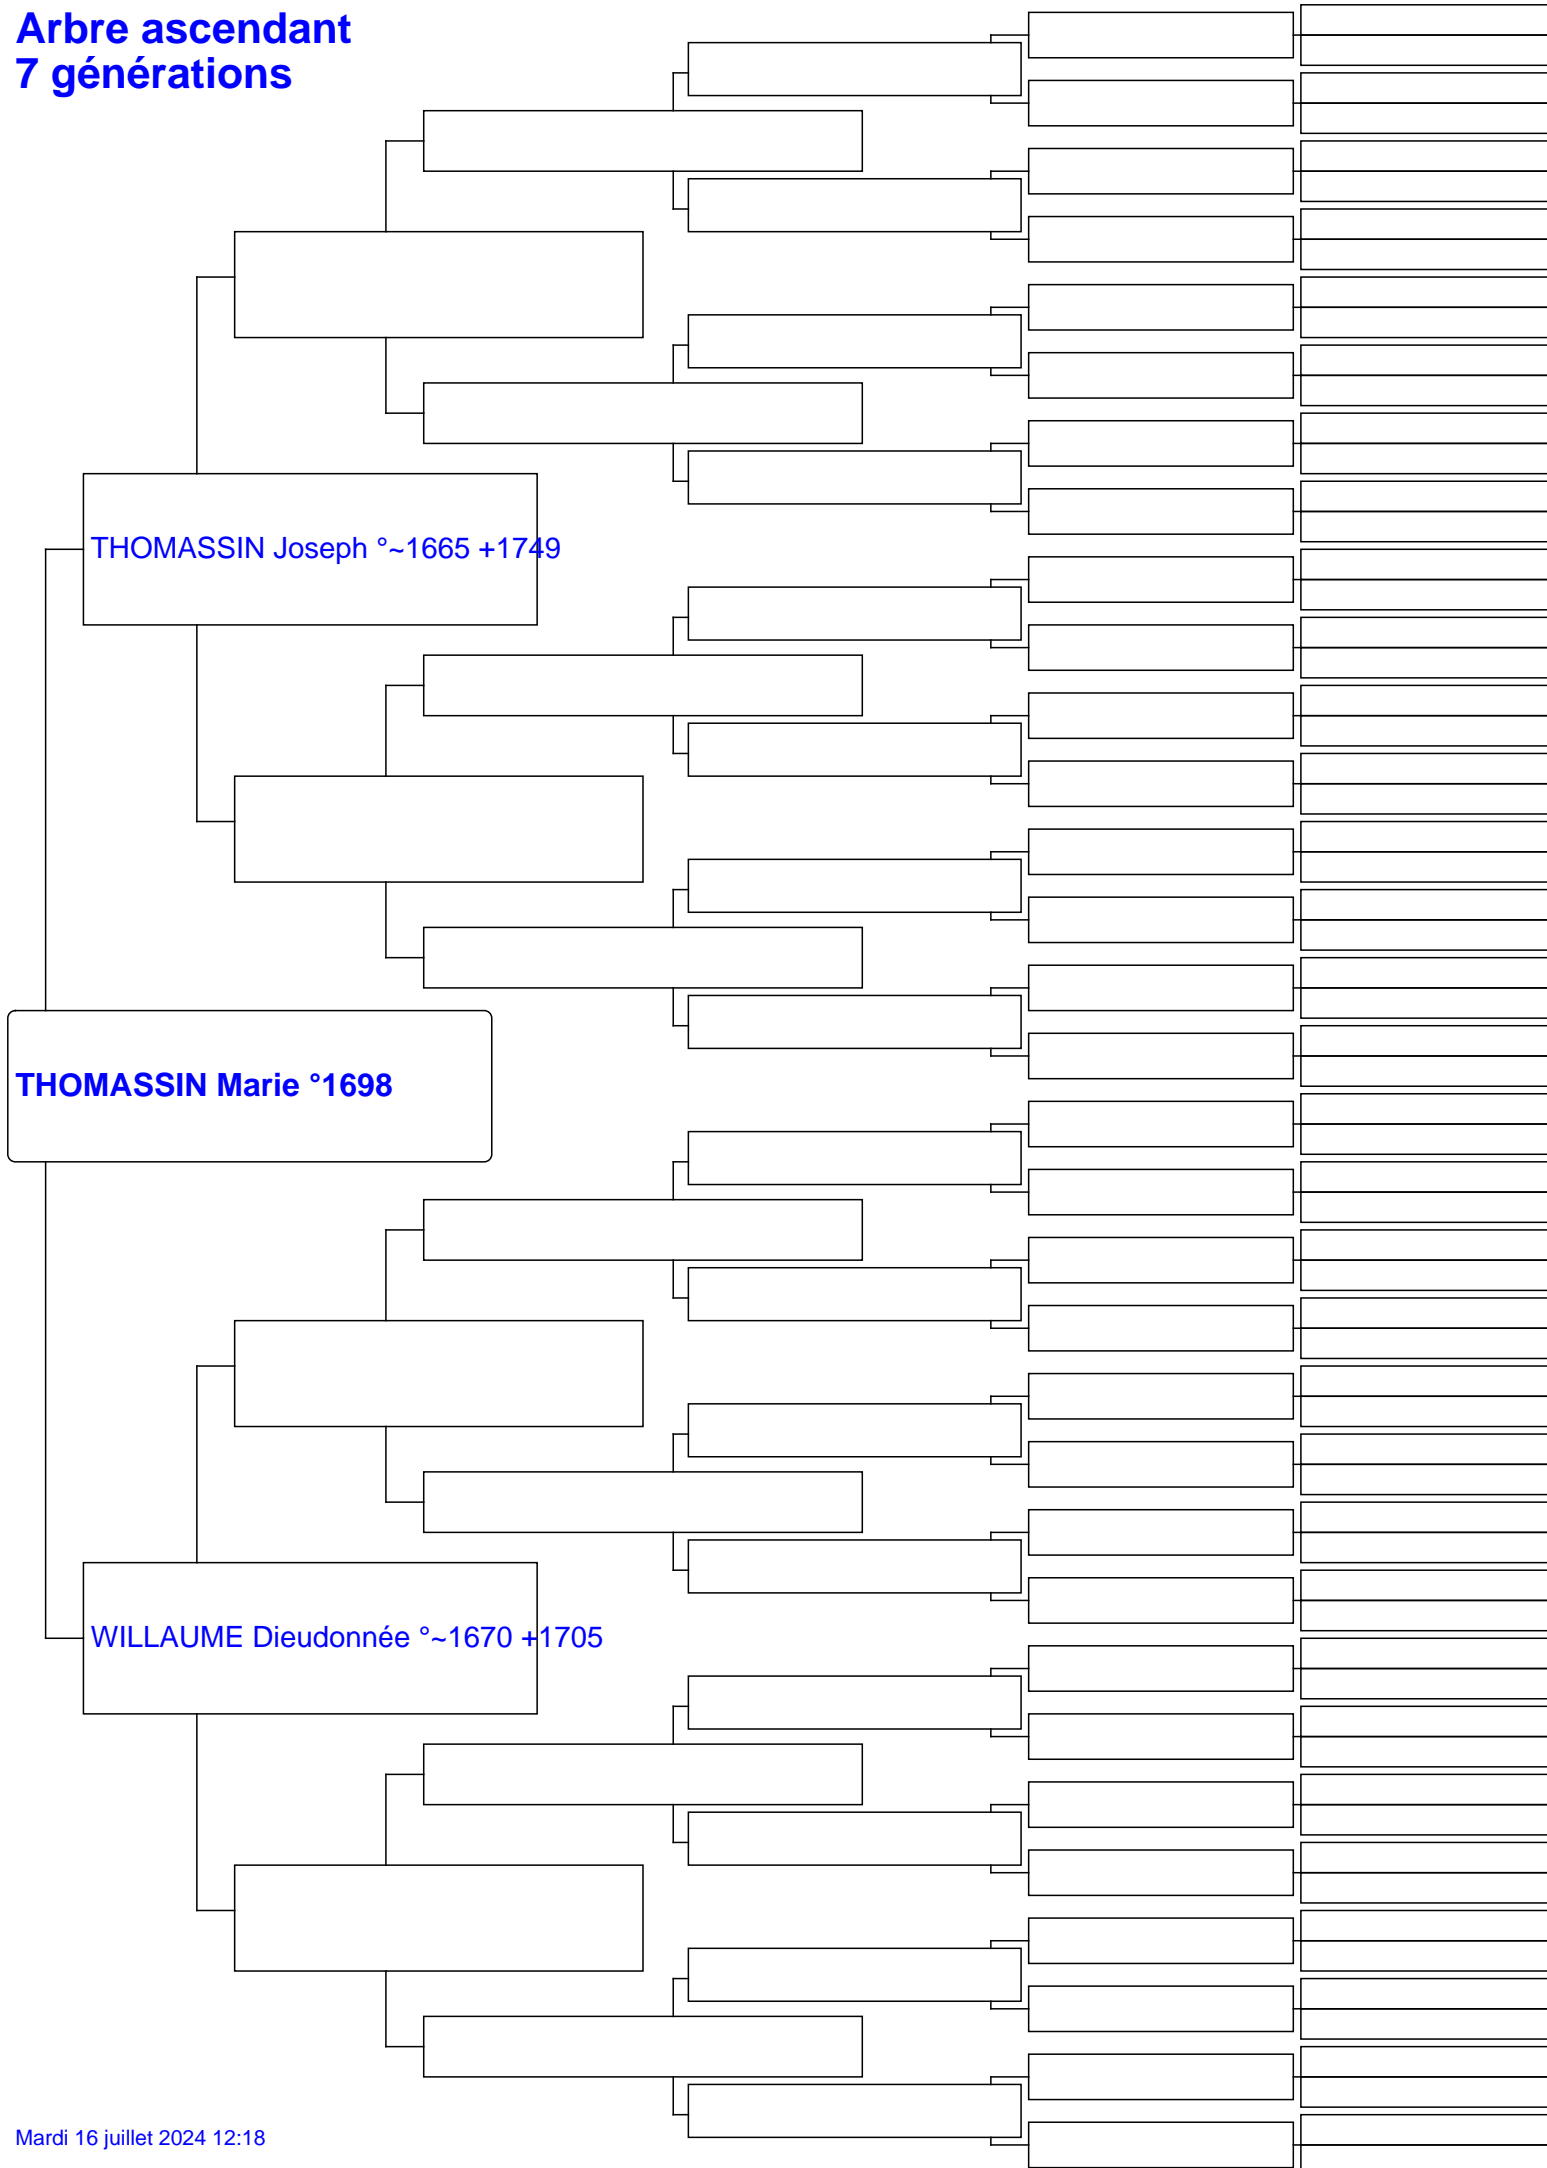 Arbre ascendant
7 générations
THOMASSIN Joseph °~1665 +1749
THOMASSIN Marie °1698
WILLAUME Dieudonnée °~1670 +1705
Mardi 16 juillet 2024 12:18